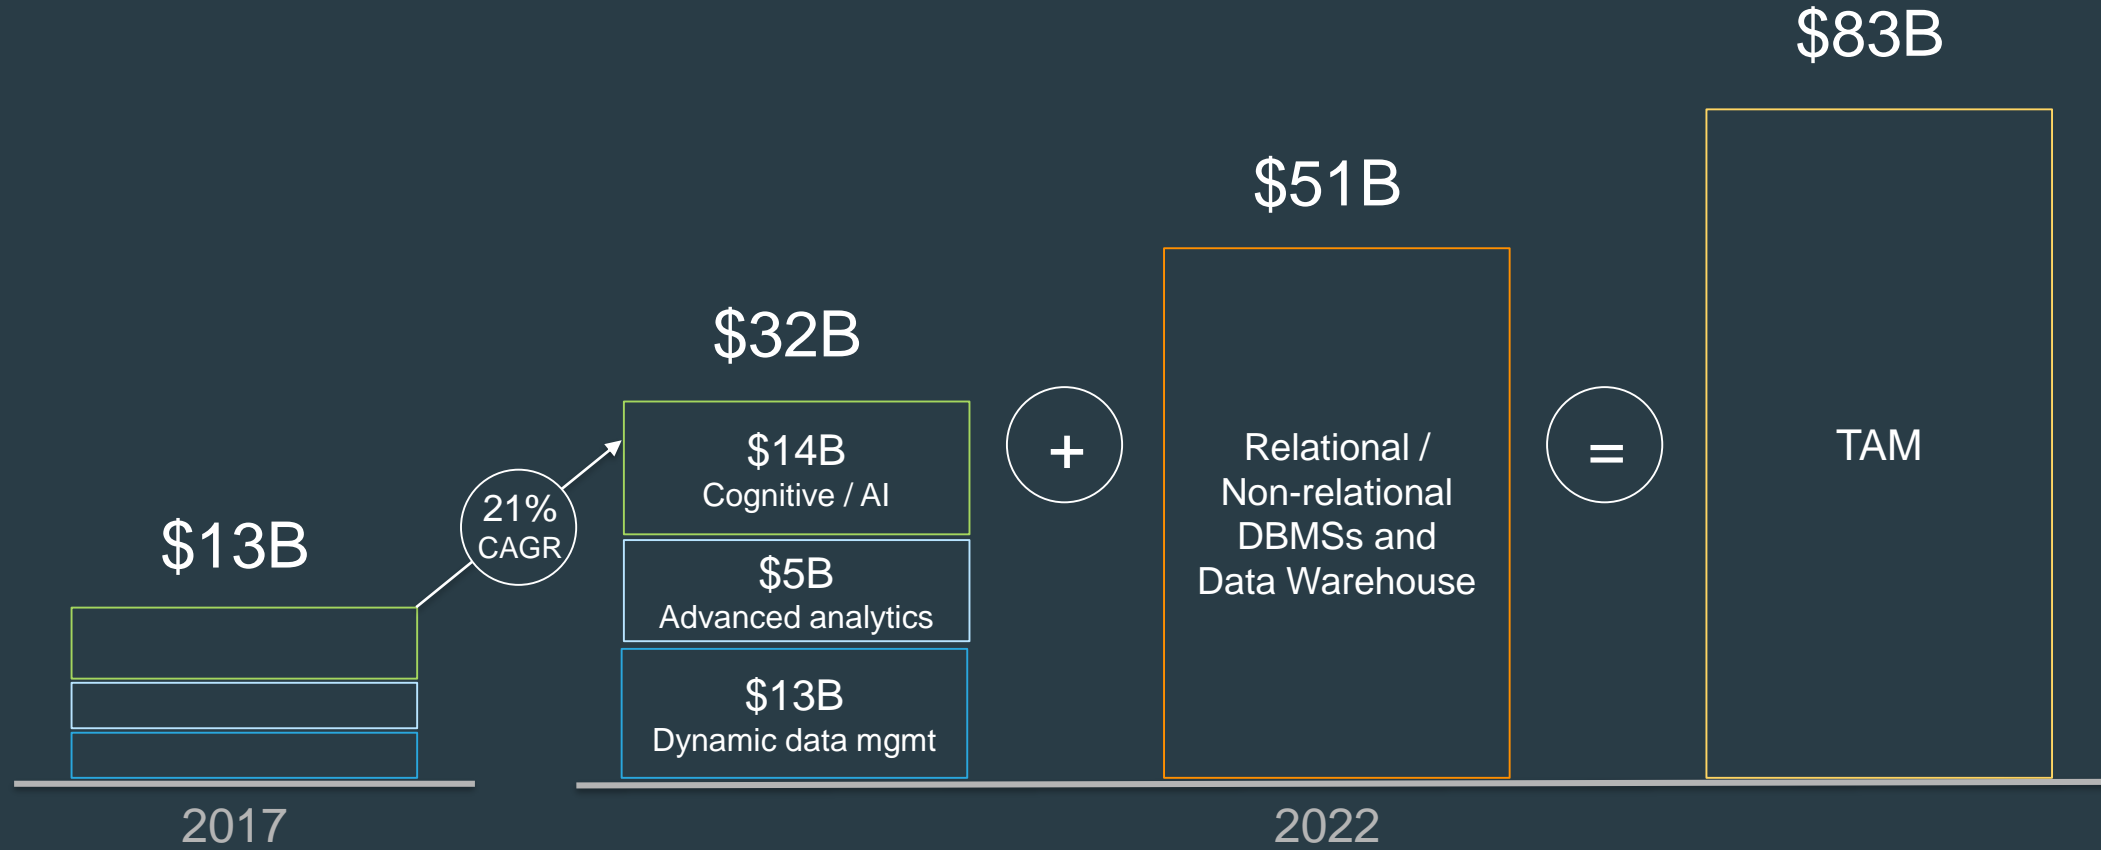 $13B
21%
CAGR
$32B
$14B
Cognitive / AI
$5B
Advanced analytics
$13B
Dynamic data mgmt
+
$51B
Relational /
Non-relational
DBMSs and
Data Warehouse
=
$83B
TAM
2017
2022